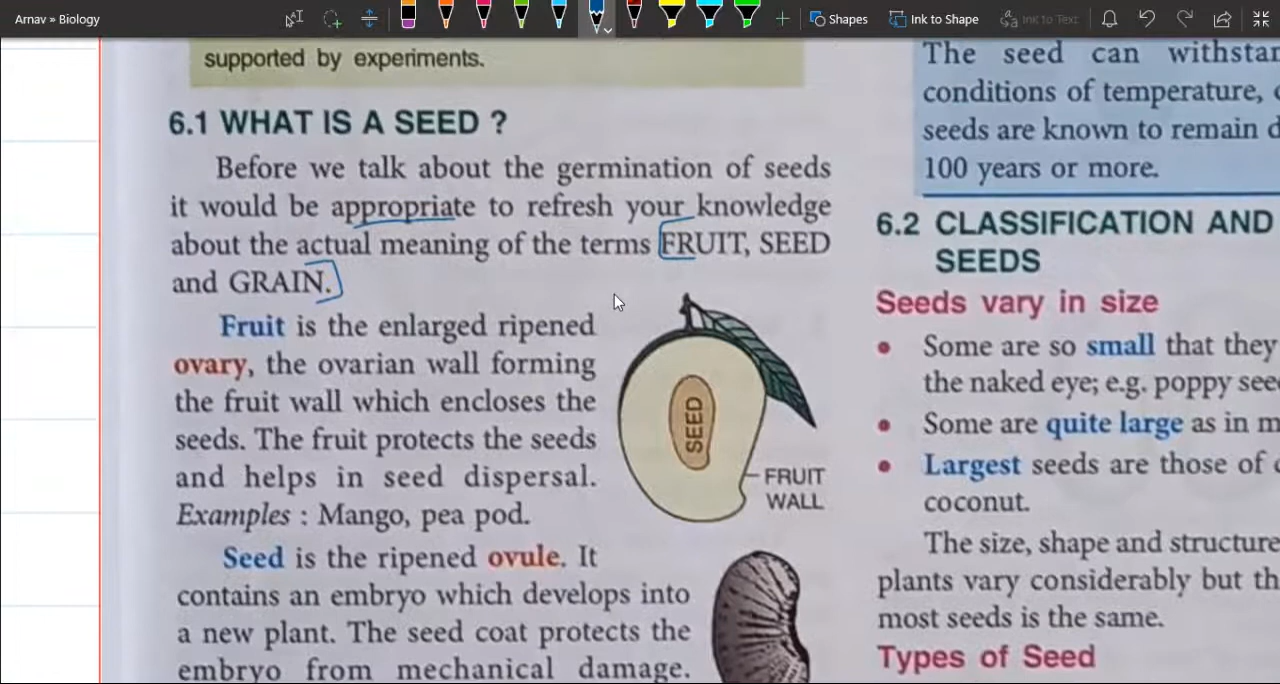 Arnav » Biology
Shapes
Ink to Shape
Ink to Text
supported by experiments.
6.1 WHAT IS A SEED ?
Before we talk about the germination of seeds
it would be appropriate to refresh your knowledge
about the actual meaning of the terms FRUIT, SEED
and GRAIN.
Fruit is the enlarged ripened
ovary, the ovarian wall forming
the fruit wall which encloses the
seeds. The fruit protects the seeds
and helps in seed dispersal.
Examples : Mango, pea pod.
SEED
FRUIT
WALL
Seed is the ripened ovule. It
contains an embryo which develops into
a new plant. The seed coat protects the
embryo from mechanical damage.
The seed can
conditions of temperature,
seeds are known to remain
100 years or more.
6.2 CLASSIFICATION AND
SEEDS
Seeds vary in size
• Some are so small that they
the naked eye; e.g. poppy
• Some are quite large as in
• Largest seeds are those of
coconut.
The size, shape and structure
plants vary considerably but
most seeds is the same.
Types of Seed